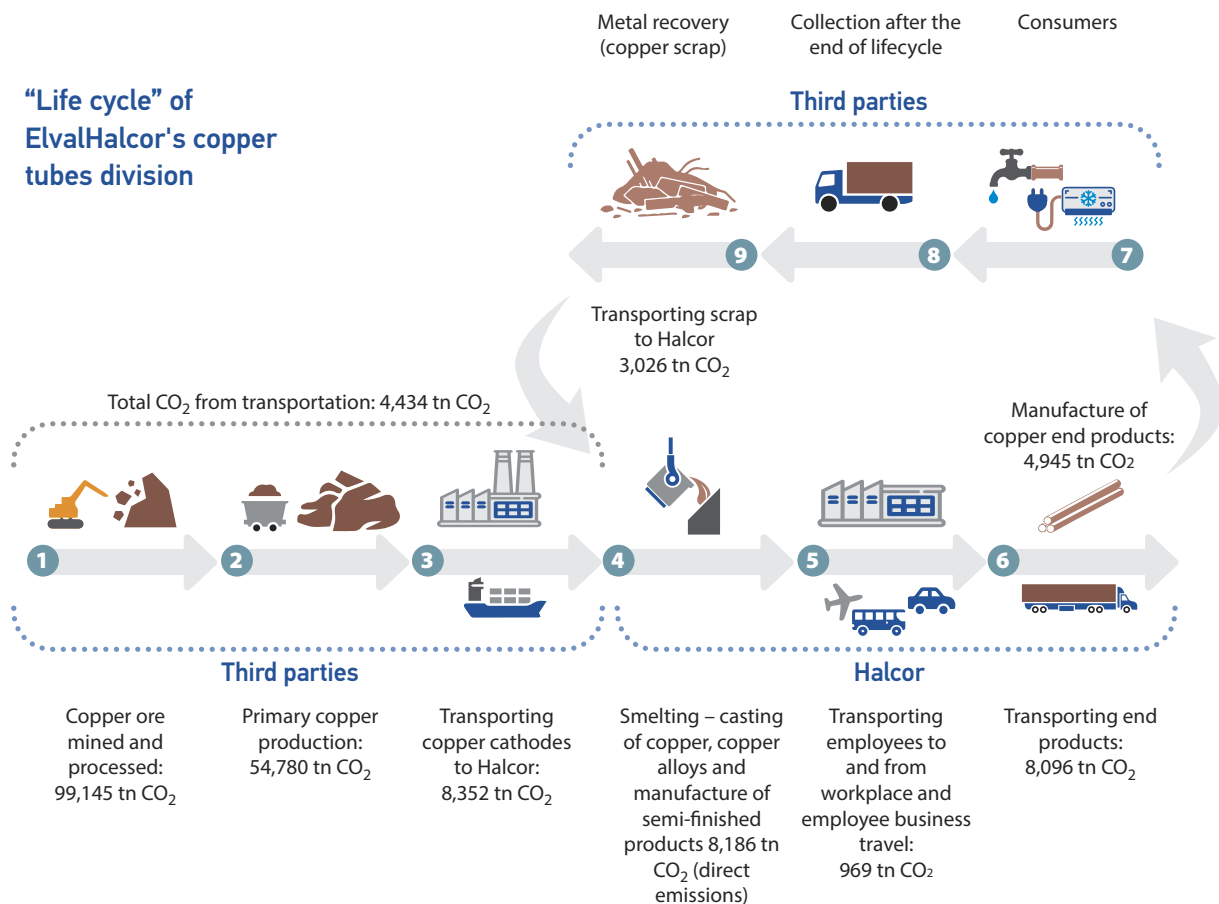 Metal recovery
(copper scrap)
Collection after the
end of lifecycle
Consumers
“Life cycle” of
ElvalHalcor's copper
tubes division
Third parties
9
8
7
Transporting scrap
to Halcor
3,026 tn CO₂
Total CO₂ from transportation: 4,434 tn CO₂
Manufacture of
copper end products:
4,945 tn CO₂
1
2
3
4
5
6
Third parties
Halcor
Copper ore
mined and
processed:
99,145 tn CO₂
Primary copper
production:
54,780 tn CO₂
Transporting
copper cathodes
to Halcor:
8,352 tn CO₂
Smelting – casting
of copper, copper
alloys and
manufacture of
semi-finished
products 8,186 tn
CO₂ (direct
emissions)
Transporting
employees to
and from
workplace and
employee business
travel:
969 tn CO₂
Transporting end
products:
8,096 tn CO₂